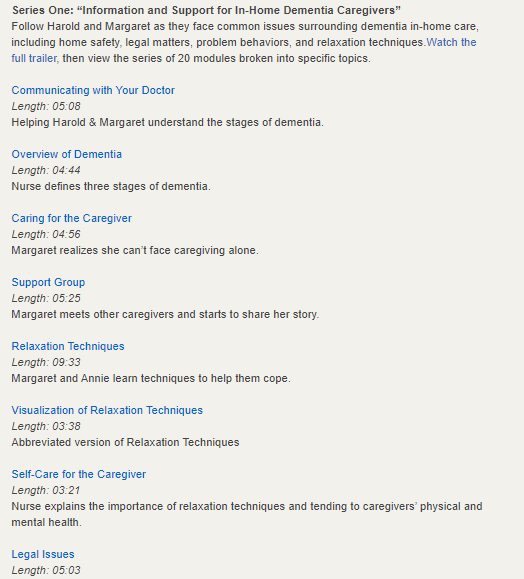 Series One: “Information and Support for In-Home Dementia Caregivers”
Follow Harold and Margaret as they face common issues surrounding dementia in-home care,
including home safety, legal matters, problem behaviors, and relaxation techniques.Watch the
full trailer, then view the series of 20 modules broken into specific topics.
Communicating with Your Doctor
Length: 05:08
Helping Harold & Margaret understand the stages of dementia.
Overview of Dementia
Length: 04:44
Nurse defines three stages of dementia.
Caring for the Caregiver
Length: 04:56
Margaret realizes she can’t face caregiving alone.
Support Group
Length: 05:25
Margaret meets other caregivers and starts to share her story.
Relaxation Techniques
Length: 09:33
Margaret and Annie learn techniques to help them cope.
Visualization of Relaxation Techniques
Length: 03:38
Abbreviated version of Relaxation Techniques
Self-Care for the Caregiver
Length: 03:21
Nurse explains the importance of relaxation techniques and tending to caregivers’ physical and
mental health.
Legal Issues
Length: 05:03